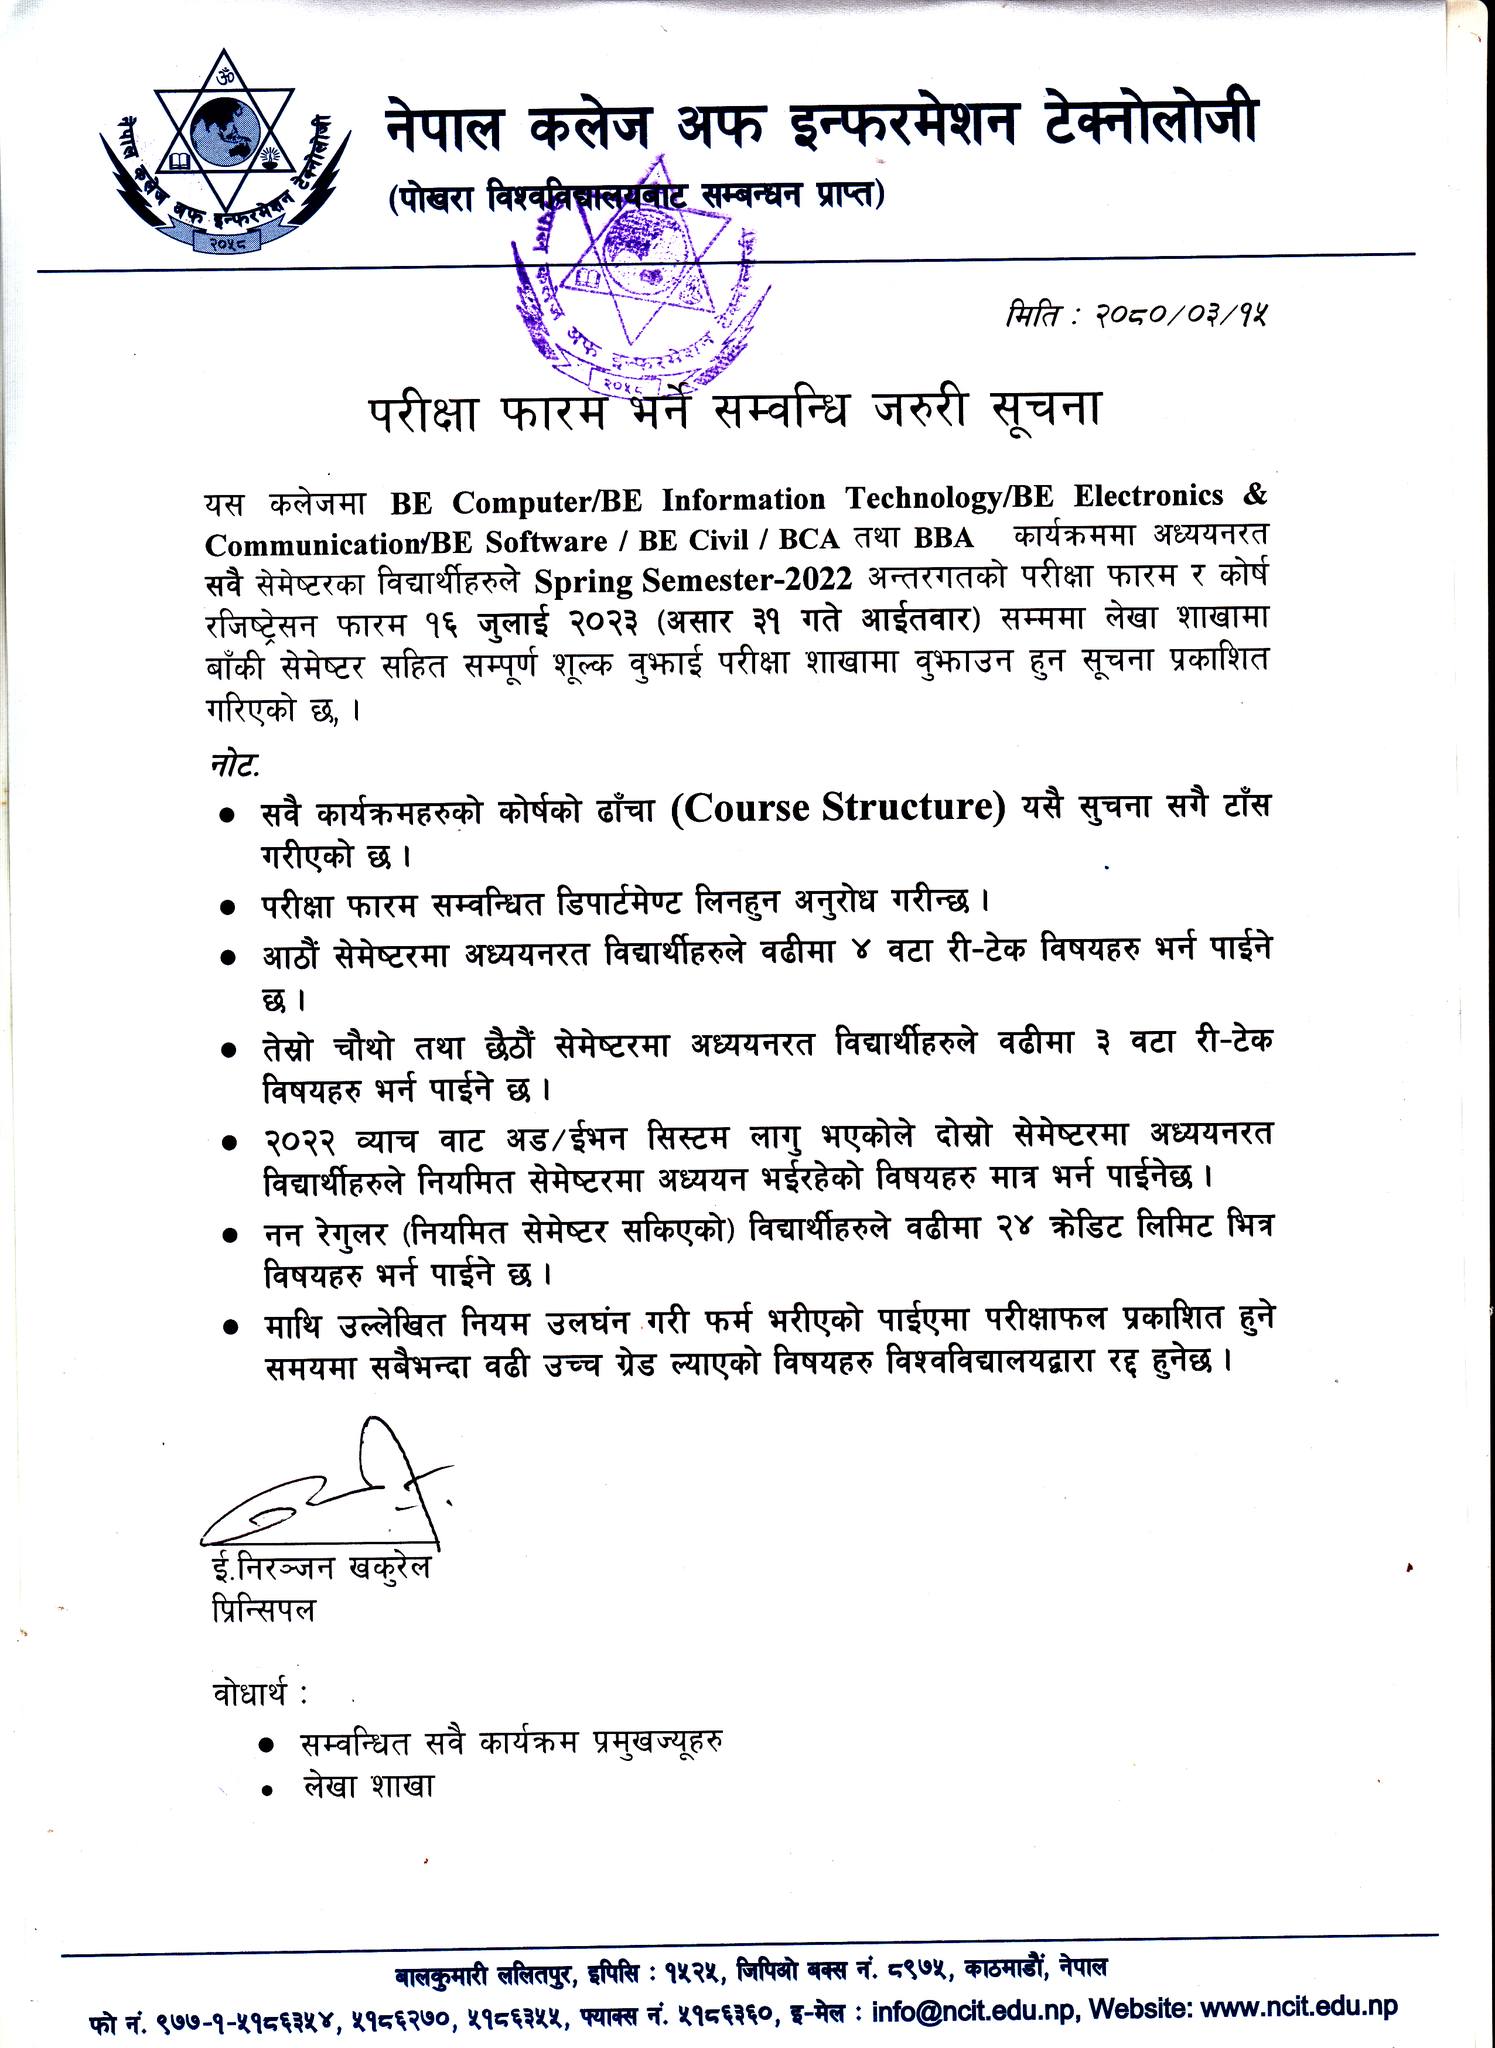 ॐ
नेपाल कलेज अफ इन्फरमेशन टेक्नोलोजी
२०५८
नेपाल कलेज अफ इन्फरमेशन टेक्नोलोजी
(पोखरा विश्वविद्यालयबाट सम्बन्धन प्राप्त)
नेपाल कलेज अफ इन्फरमेशन टेक्नोलोजी
२०५८
मिति : २०८०/०३/१५
परीक्षा फारम भर्ने सम्वन्धि जरुरी सूचना
यस कलेजमा BE Computer/BE Information Technology/BE Electronics &
Communication/BE Software / BE Civil / BCA तथा BBA कार्यक्रममा अध्ययनरत
सवै सेमेष्टरका विद्यार्थीहरुले Spring Semester-2022 अन्तरगतको परीक्षा फारम र कोर्ष
रजिष्ट्रेसन फारम १६ जुलाई २०२३ (असार ३१ गते आईतवार) सम्ममा लेखा शाखामा
बाँकी सेमेष्टर सहित सम्पूर्ण शूल्क वुझाई परीक्षा शाखामा वुझाउन हुन सूचना प्रकाशित
गरिएको छ, ।
नोट.
● सवै कार्यक्रमहरुको कोर्षको ढाँचा (Course Structure) यसै सुचना सगै टाँस
गरीएको छ ।
● परीक्षा फारम सम्वन्धित डिपार्टमेण्ट लिनहुन अनुरोध गरीन्छ ।
● आठौं सेमेष्टरमा अध्ययनरत विद्यार्थीहरुले वढीमा ४ वटा री-टेक विषयहरु भर्न पाईने
छ ।
● तेस्रो चौथो तथा छैठौं सेमेष्टरमा अध्ययनरत विद्यार्थीहरुले वढीमा ३ वटा री-टेक
विषयहरु भर्न पाईने छ ।
● २०२२ व्याच वाट अड/ईभन सिस्टम लागु भएकोले दोस्रो सेमेष्टरमा अध्ययनरत
विद्यार्थीहरुले नियमित सेमेष्टरमा अध्ययन भईरहेको विषयहरु मात्र भर्न पाईनेछ ।
● नन रेगुलर (नियमित सेमेष्टर सकिएको) विद्यार्थीहरुले वढीमा २४ क्रेडिट लिमिट भित्र
विषयहरु भर्न पाईने छ ।
● माथि उल्लेखित नियम उलघंन गरी फर्म भरीएको पाईएमा परीक्षाफल प्रकाशित हुने
समयमा सबैभन्दा वढी उच्च ग्रेड ल्याएको विषयहरु विश्वविद्यालयद्वारा रद्द हुनेछ ।
ई.निरञ्जन खकुरेल
प्रिन्सिपल
वोधार्थ :
● सम्वन्धित सवै कार्यक्रम प्रमुखज्यूहरु
● लेखा शाखा
बालकुमारी ललितपुर, इपिसि : १५२५, जिपिओ बक्स नं. ८९७५, काठमाडौं, नेपाल
फो नं. ९७७-१-५१८६३५४, ५१८६२७०, ५१८६३५५, फ्याक्स नं. ५१८६३६०, इ-मेल : info@ncit.edu.np, Website: www.ncit.edu.np